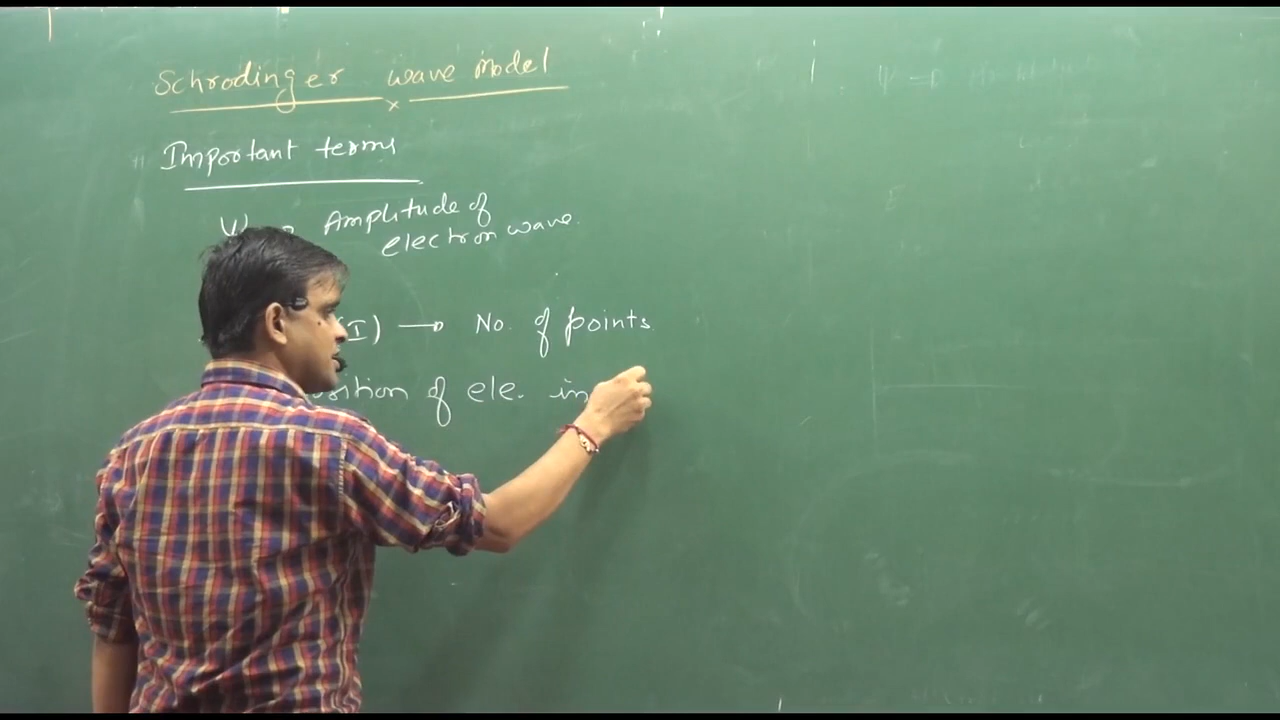 Schrodinger wave model
Important terms
Amplitude of
electron wave.
(I) → No. of points
of ele. in